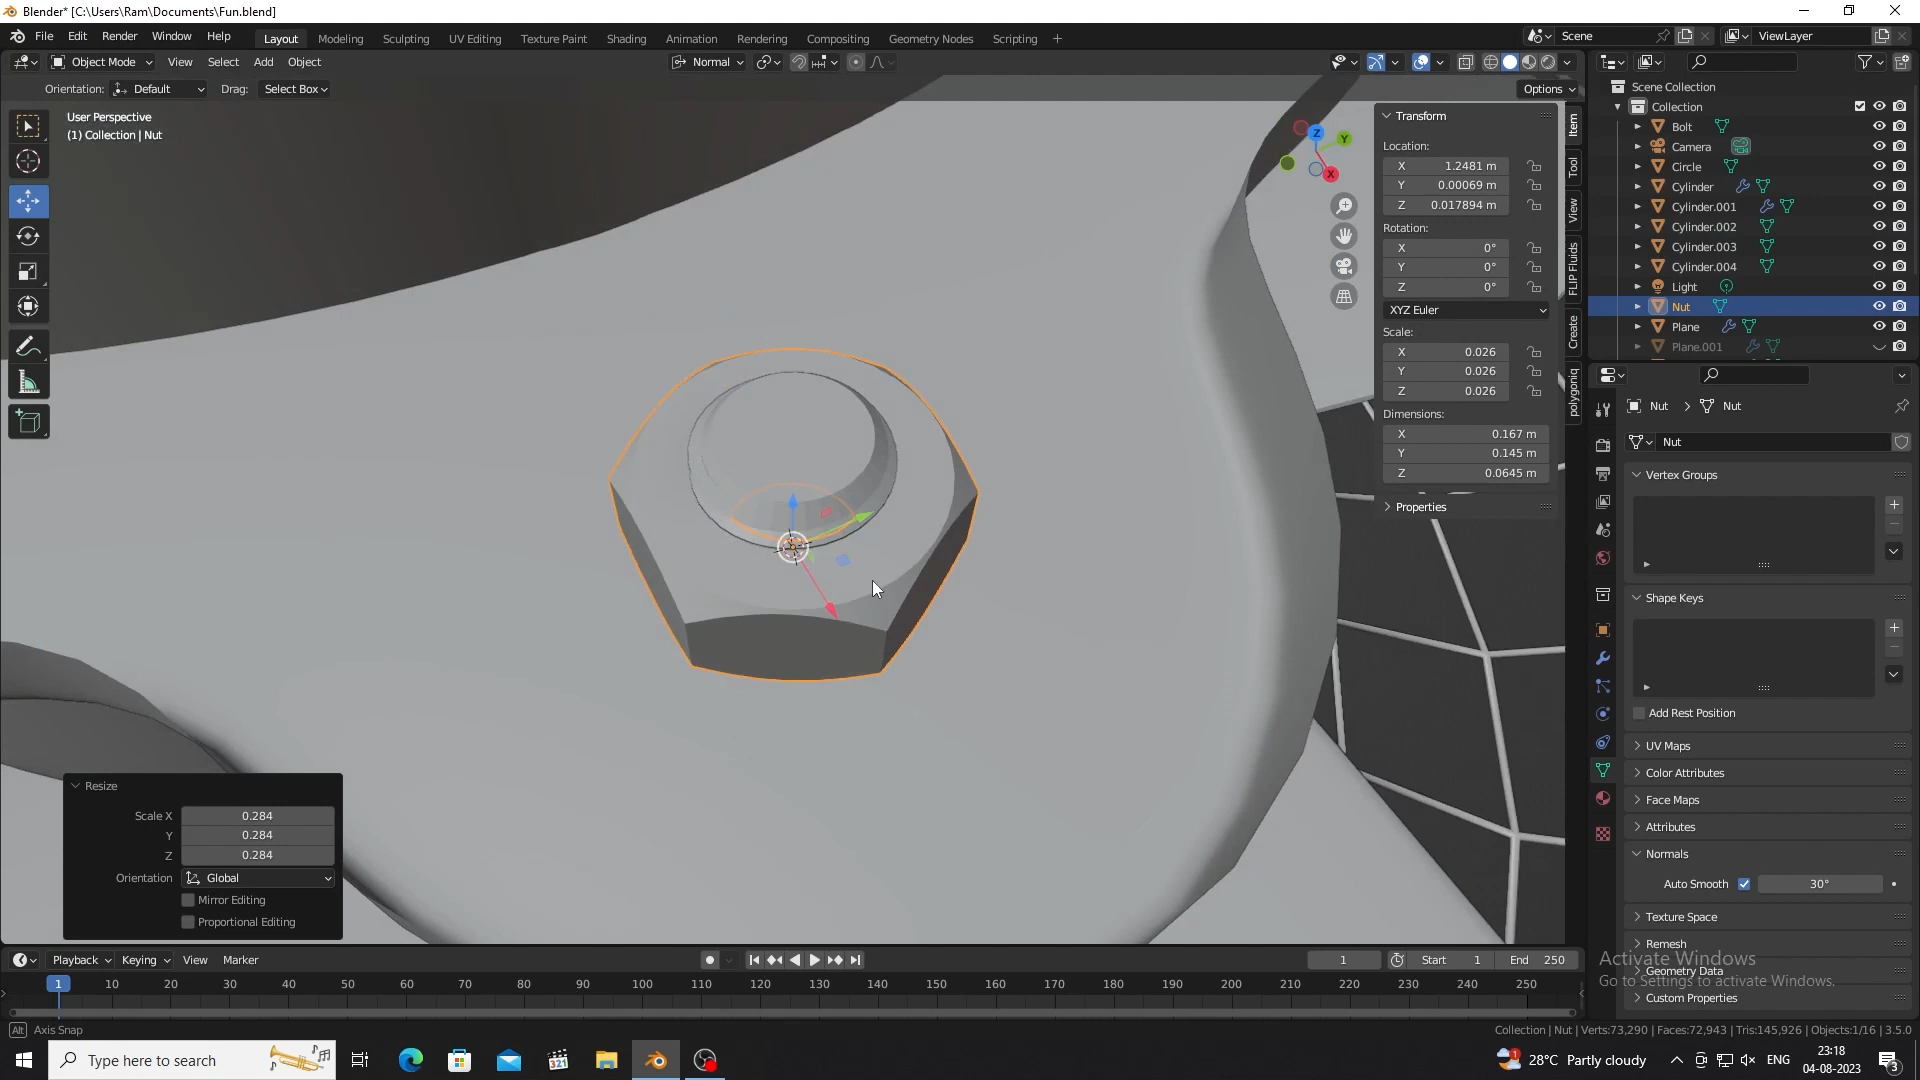 Blender* [C:\Users\Ram\Documents\Fun.blend]
File Edit Render Window Help Layout Modeling Sculpting UV Editing Texture Paint Shading Animation Rendering Compositing Geometry Nodes Scripting + Scene ViewLayer
Object Mode View Select Add Object Normal
Orientation: Default Drag: Select Box Options
User Perspective
(1) Collection | Nut
Z
Y
X
Transform
Location:
X 1.2481 m
Y 0.00069 m
Z 0.017894 m
Rotation:
X 0°
Y 0°
Z 0°
XYZ Euler
Scale:
X 0.026
Y 0.026
Z 0.026
Dimensions:
X 0.167 m
Y 0.145 m
Z 0.0645 m
Properties
Item
Tool
View
FLIP Fluids
Create
polygoniq
Scene Collection
Collection
Bolt
Camera
Circle
Cylinder
Cylinder.001
Cylinder.002
Cylinder.003
Cylinder.004
Light
Nut
Plane
Plane.001
Nut > Nut
Nut
Vertex Groups
Shape Keys
Add Rest Position
UV Maps
Color Attributes
Face Maps
Attributes
Normals
Auto Smooth 30°
Texture Space
Remesh
Geometry Data
Custom Properties
Activate Windows
Go to Settings to activate Windows.
Resize
Scale X 0.284
Y 0.284
Z 0.284
Orientation Global
Mirror Editing
Proportional Editing
Playback Keying View Marker 1 Start 1 End 250
1 10 20 30 40 50 60 70 80 90 100 110 120 130 140 150 160 170 180 190 200 210 220 230 240 250
Alt Axis Snap
Collection | Nut | Verts:73,290 | Faces:72,943 | Tris:145,926 | Objects:1/16 | 3.5.0
Type here to search
321
1
28°C Partly cloudy
ENG
23:18
04-08-2023
3